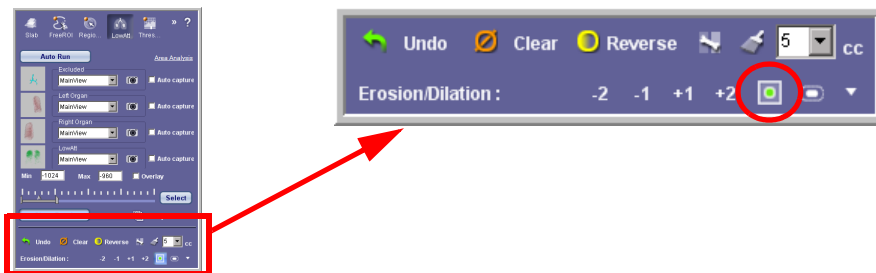 » ?
Slab FreeROI Regio... LowAtt. Thres...
Auto Run Area Analysis
Excluded
MainView Auto capture
Left Organ
MainView Auto capture
Right Organ
MainView Auto capture
LowAtt
MainView Auto capture
Min -1024 Max -960 Overlay
Select
Undo Clear Reverse 5 cc
Erosion/Dilation : -2 -1 +1 +2
Undo Clear Reverse 5 cc
Erosion/Dilation : -2 -1 +1 +2